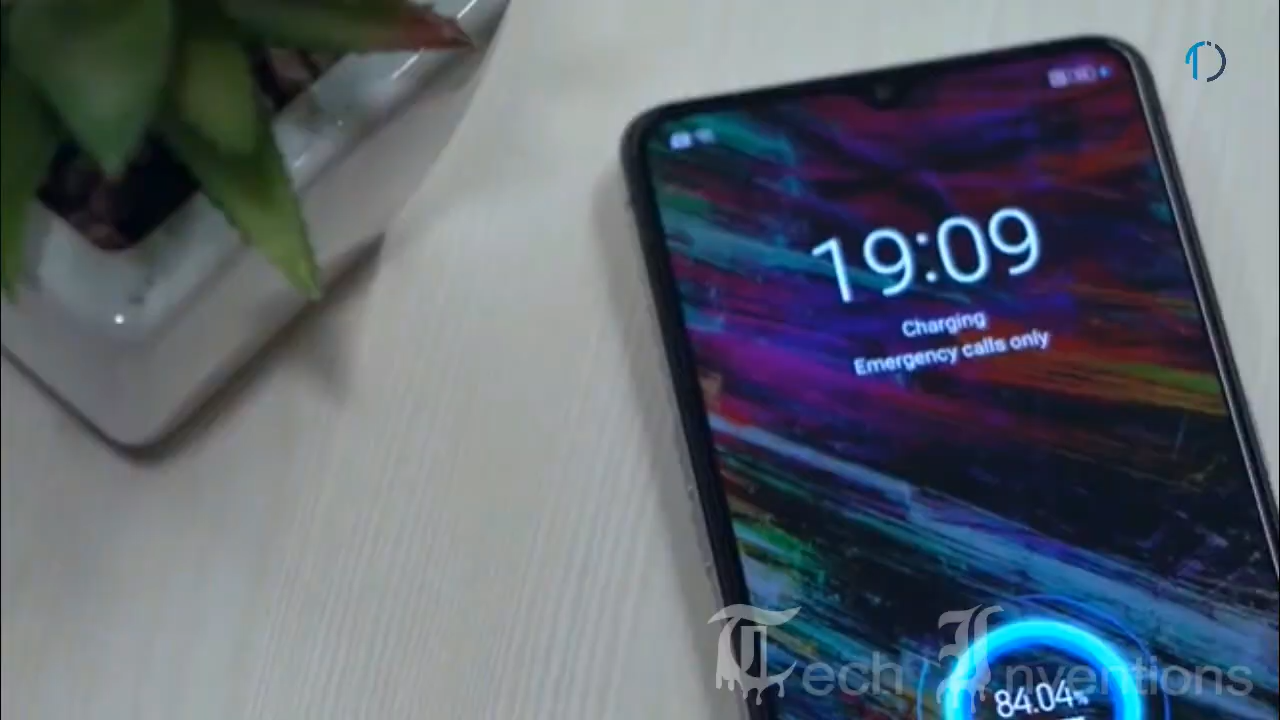 19:09
Charging
Emergency calls only
84.04%
Tech Inventions